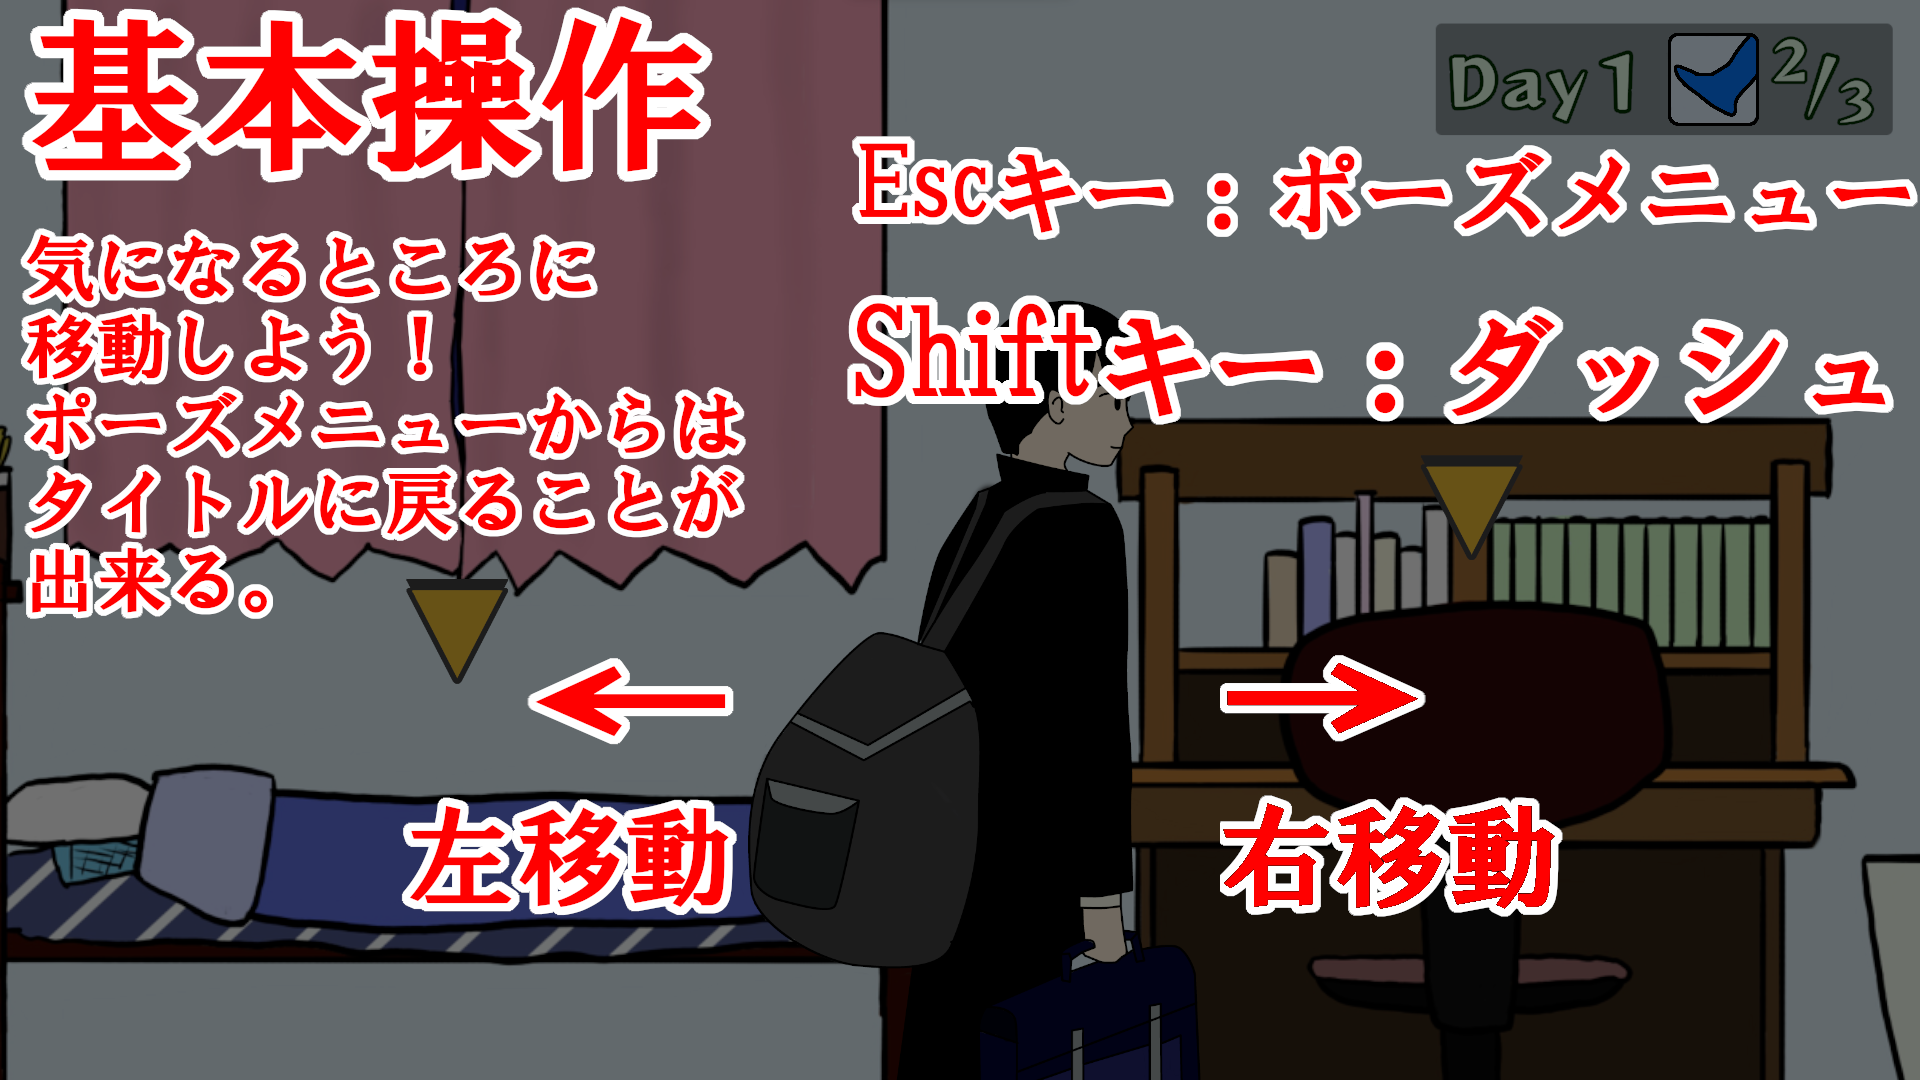 基本操作
Day1 2/3
Escキー：ポーズメニュー
Shiftキー：ダッシュ
気になるところに
移動しよう！
ポーズメニューからは
タイトルに戻ることが
出来る。
← →
左移動 右移動